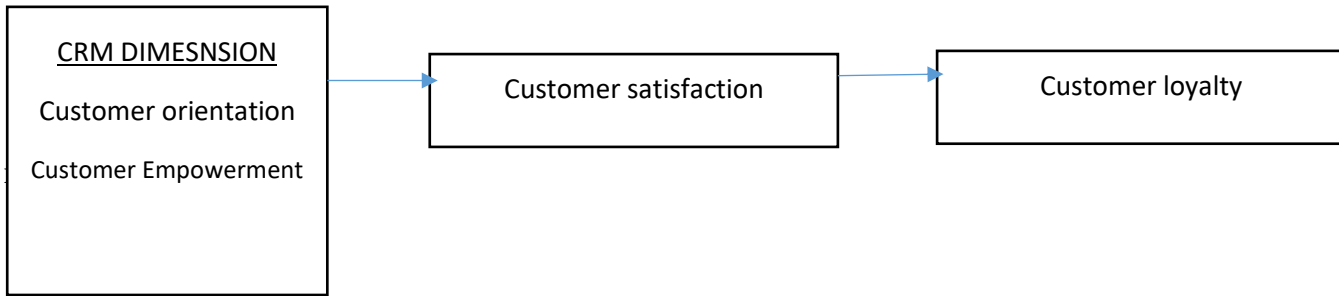 CRM DIMESNSION
Customer orientation
Customer Empowerment
Customer satisfaction
Customer loyalty